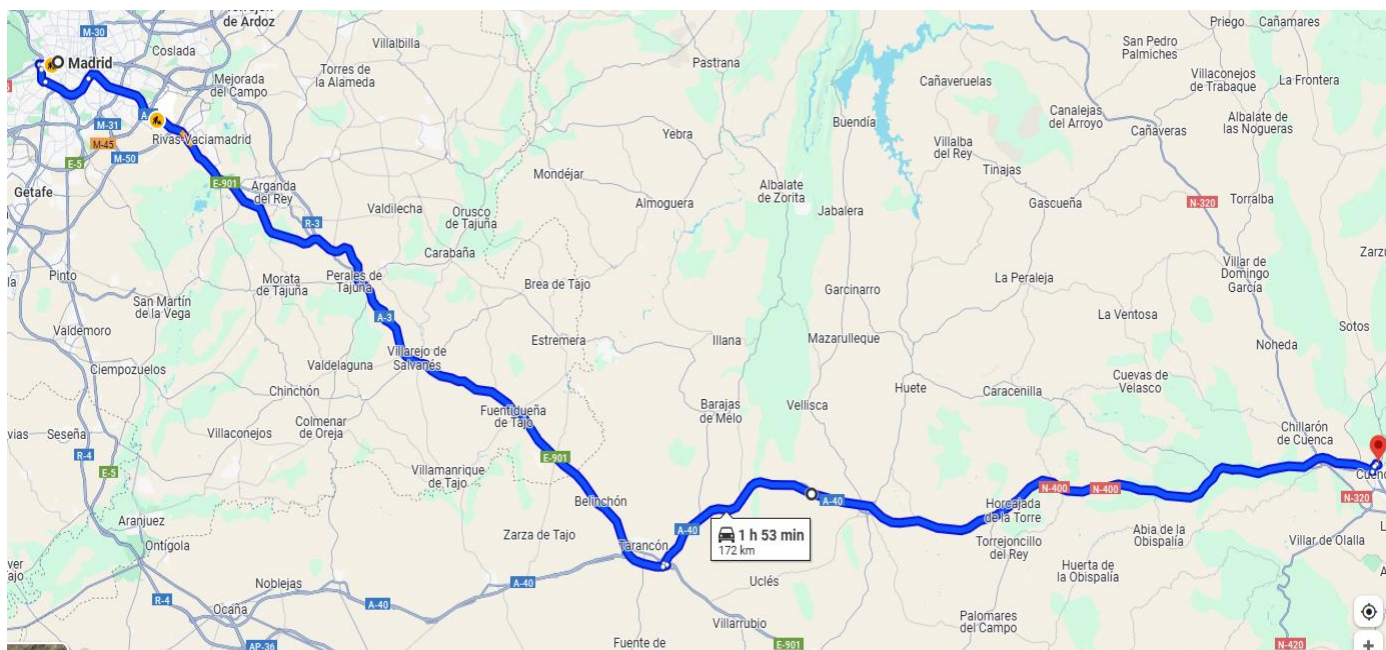 de Ardoz
Villalbilla
Priego
Cañamares
M-30
Coslada
San Pedro
Palmiches
Madrid
Torres de
la Alameda
Pastrana
Mejorada
del Campo
Cañaveruelas
Villaconejos
de Trabaque
La Frontera
Canalejas
del Arroyo
Albalate de
las Nogueras
M-31
Buendía
Cañaveras
Yebra
Villalba
del Rey
Rivas-Vaciamadrid
M-45
M-50
E-5
Tinajas
Mondéjar
E-901
Arganda
del Rey
Getafe
Albalate
de Zorita
Torralba
N-320
Almoguera
Gascueña
Valdilecha
Orusco
de Tajuña
Jabalera
R-3
Carabaña
Villar de
Domingo
García
Pinto
Morata
de Tajuña
Perales de
Tajuña
La Peraleja
Brea de Tajo
Garcinarro
San Martín
de la Vega
A-3
La Ventosa
Valdemoro
Sotos
Estremera
Illana
Mazarulleque
Noheda
Villarejo de
Salvanés
Ciempozuelos
Valdelaguna
Cuevas de
Velasco
Huete
Chinchón
Caracenilla
Barajas
de Melo
Vellisca
Fuentidueña
de Tajo
Colmenar
de Oreja
Chillarón
de Cuenca
Seseña
Villaconejos
R-4
E-901
E-5
Villamanrique
de Tajo
N-400
N-400
A-40
Belinchón
Horcajada
de la Torre
N-320
Aranjuez
1 h 53 min
172 km
A-40
Abia de la
Obispalía
Zarza de Tajo
Tarancón
Torrejoncillo
del Rey
Villar de Olalla
Ontígola
Huerta de
la Obispalía
Noblejas
A-40
Uclés
R-4
A-40
Ocaña
Palomares
del Campo
Villarrubio
AP-36
Fuente de
E-901
N-420